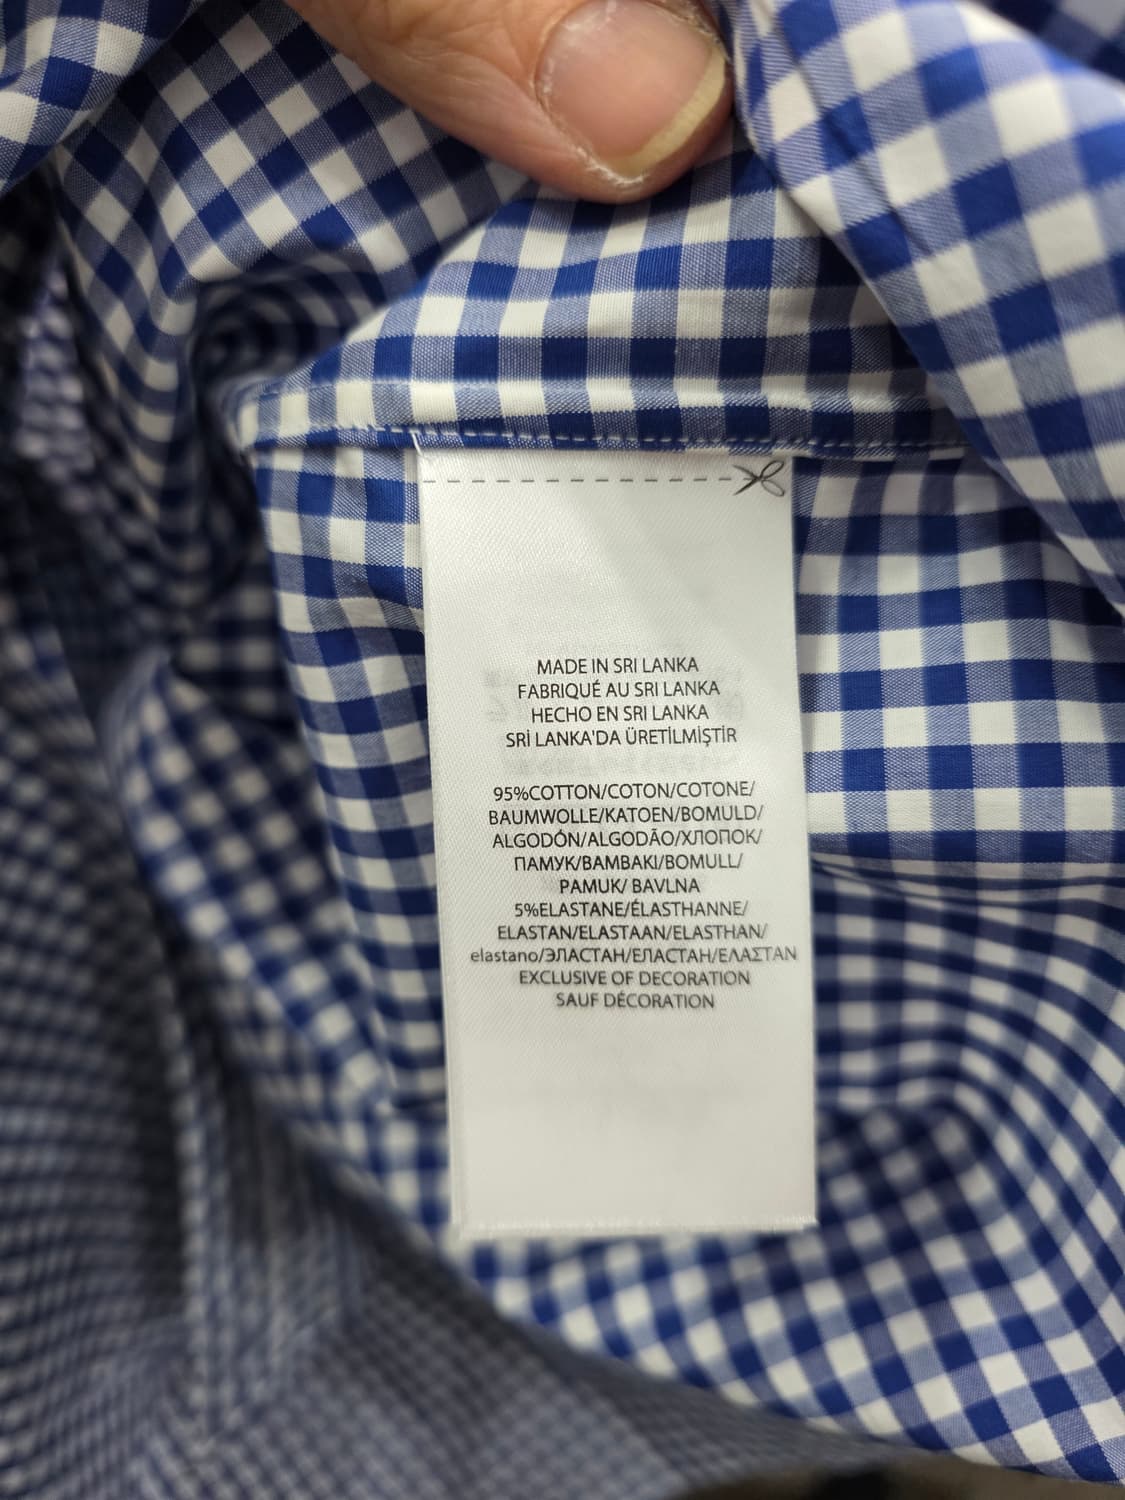 MADE IN SRI LANKA
FABRIQUÉ AU SRI LANKA
HECHO EN SRI LANKA
SRİ LANKA'DA ÜRETİLMİŞTİR
95%COTTON/COTON/COTONE/
BAUMWOLLE/KATOEN/BOMULD/
ALGODÓN/ALGODÃO/ХЛОПОК/
ПАМУК/BAMBAKI/BOMULL/
PAMUK/ BAVLNA
5%ELASTANE/ÉLASTHANNE/
ELASTAN/ELASTAAN/ELASTHAN/
elastano/ЭЛАСТАН/ЕЛАСТАН/ΕΛΑΣΤΑΝ
EXCLUSIVE OF DECORATION
SAUF DÉCORATION